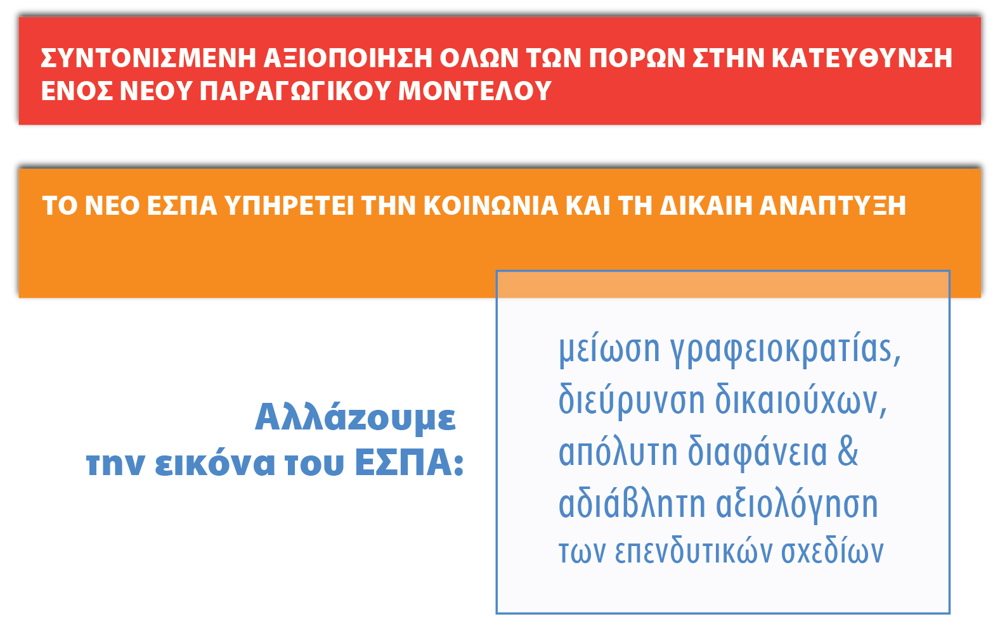 ΣΥΝΤΟΝΙΣΜΕΝΗ ΑΞΙΟΠΟΙΗΣΗ ΟΛΩΝ ΤΩΝ ΠΟΡΩΝ ΣΤΗΝ ΚΑΤΕΥΘΥΝΣΗ
ΕΝΟΣ ΝΕΟΥ ΠΑΡΑΓΩΓΙΚΟΥ ΜΟΝΤΕΛΟΥ
ΤΟ ΝΕΟ ΕΣΠΑ ΥΠΗΡΕΤΕΙ ΤΗΝ ΚΟΙΝΩΝΙΑ ΚΑΙ ΤΗ ΔΙΚΑΙΗ ΑΝΑΠΤΥΞΗ
Αλλάζουμε
την εικόνα του ΕΣΠΑ:
μείωση γραφειοκρατίας,
διεύρυνση δικαιούχων,
απόλυτη διαφάνεια &
αδιάβλητη αξιολόγηση
των επενδυτικών σχεδίων